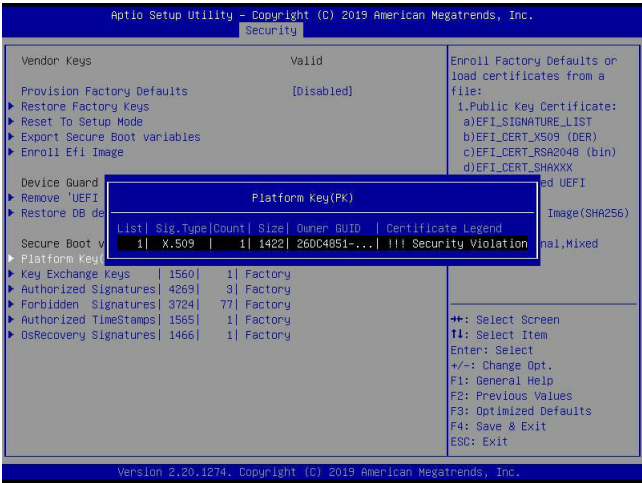 Aptio Setup Utility – Copyright (C) 2019 American Megatrends, Inc.
Security
Vendor Keys Valid
Provision Factory Defaults [Disabled]
Restore Factory Keys
Reset To Setup Mode
Export Secure Boot variables
Enroll Efi Image
Device Guard
Remove 'UEFI
Restore DB de
Secure Boot v
Platform Key(
Key Exchange Keys | 1560| 1| Factory
Authorized Signatures| 4269| 3| Factory
Forbidden Signatures| 3724| 77| Factory
Authorized TimeStamps| 1565| 1| Factory
OsRecovery Signatures| 1466| 1| Factory
Platform Key(PK)
List| Sig.Type|Count| Size| Owner GUID | Certificate Legend
1| X.509 | 1| 1422| 26DC4851-...| !!! Security Violation
Enroll Factory Defaults or
load certificates from a
file:
1.Public Key Certificate:
a)EFI_SIGNATURE_LIST
b)EFI_CERT_X509 (DER)
c)EFI_CERT_RSA2048 (bin)
d)EFI_CERT_SHAXXX
ed UEFI
Image(SHA256)
nal,Mixed
→←: Select Screen
↑↓: Select Item
Enter: Select
+/-: Change Opt.
F1: General Help
F2: Previous Values
F3: Optimized Defaults
F4: Save & Exit
ESC: Exit
Version 2.20.1274. Copyright (C) 2019 American Megatrends, Inc.